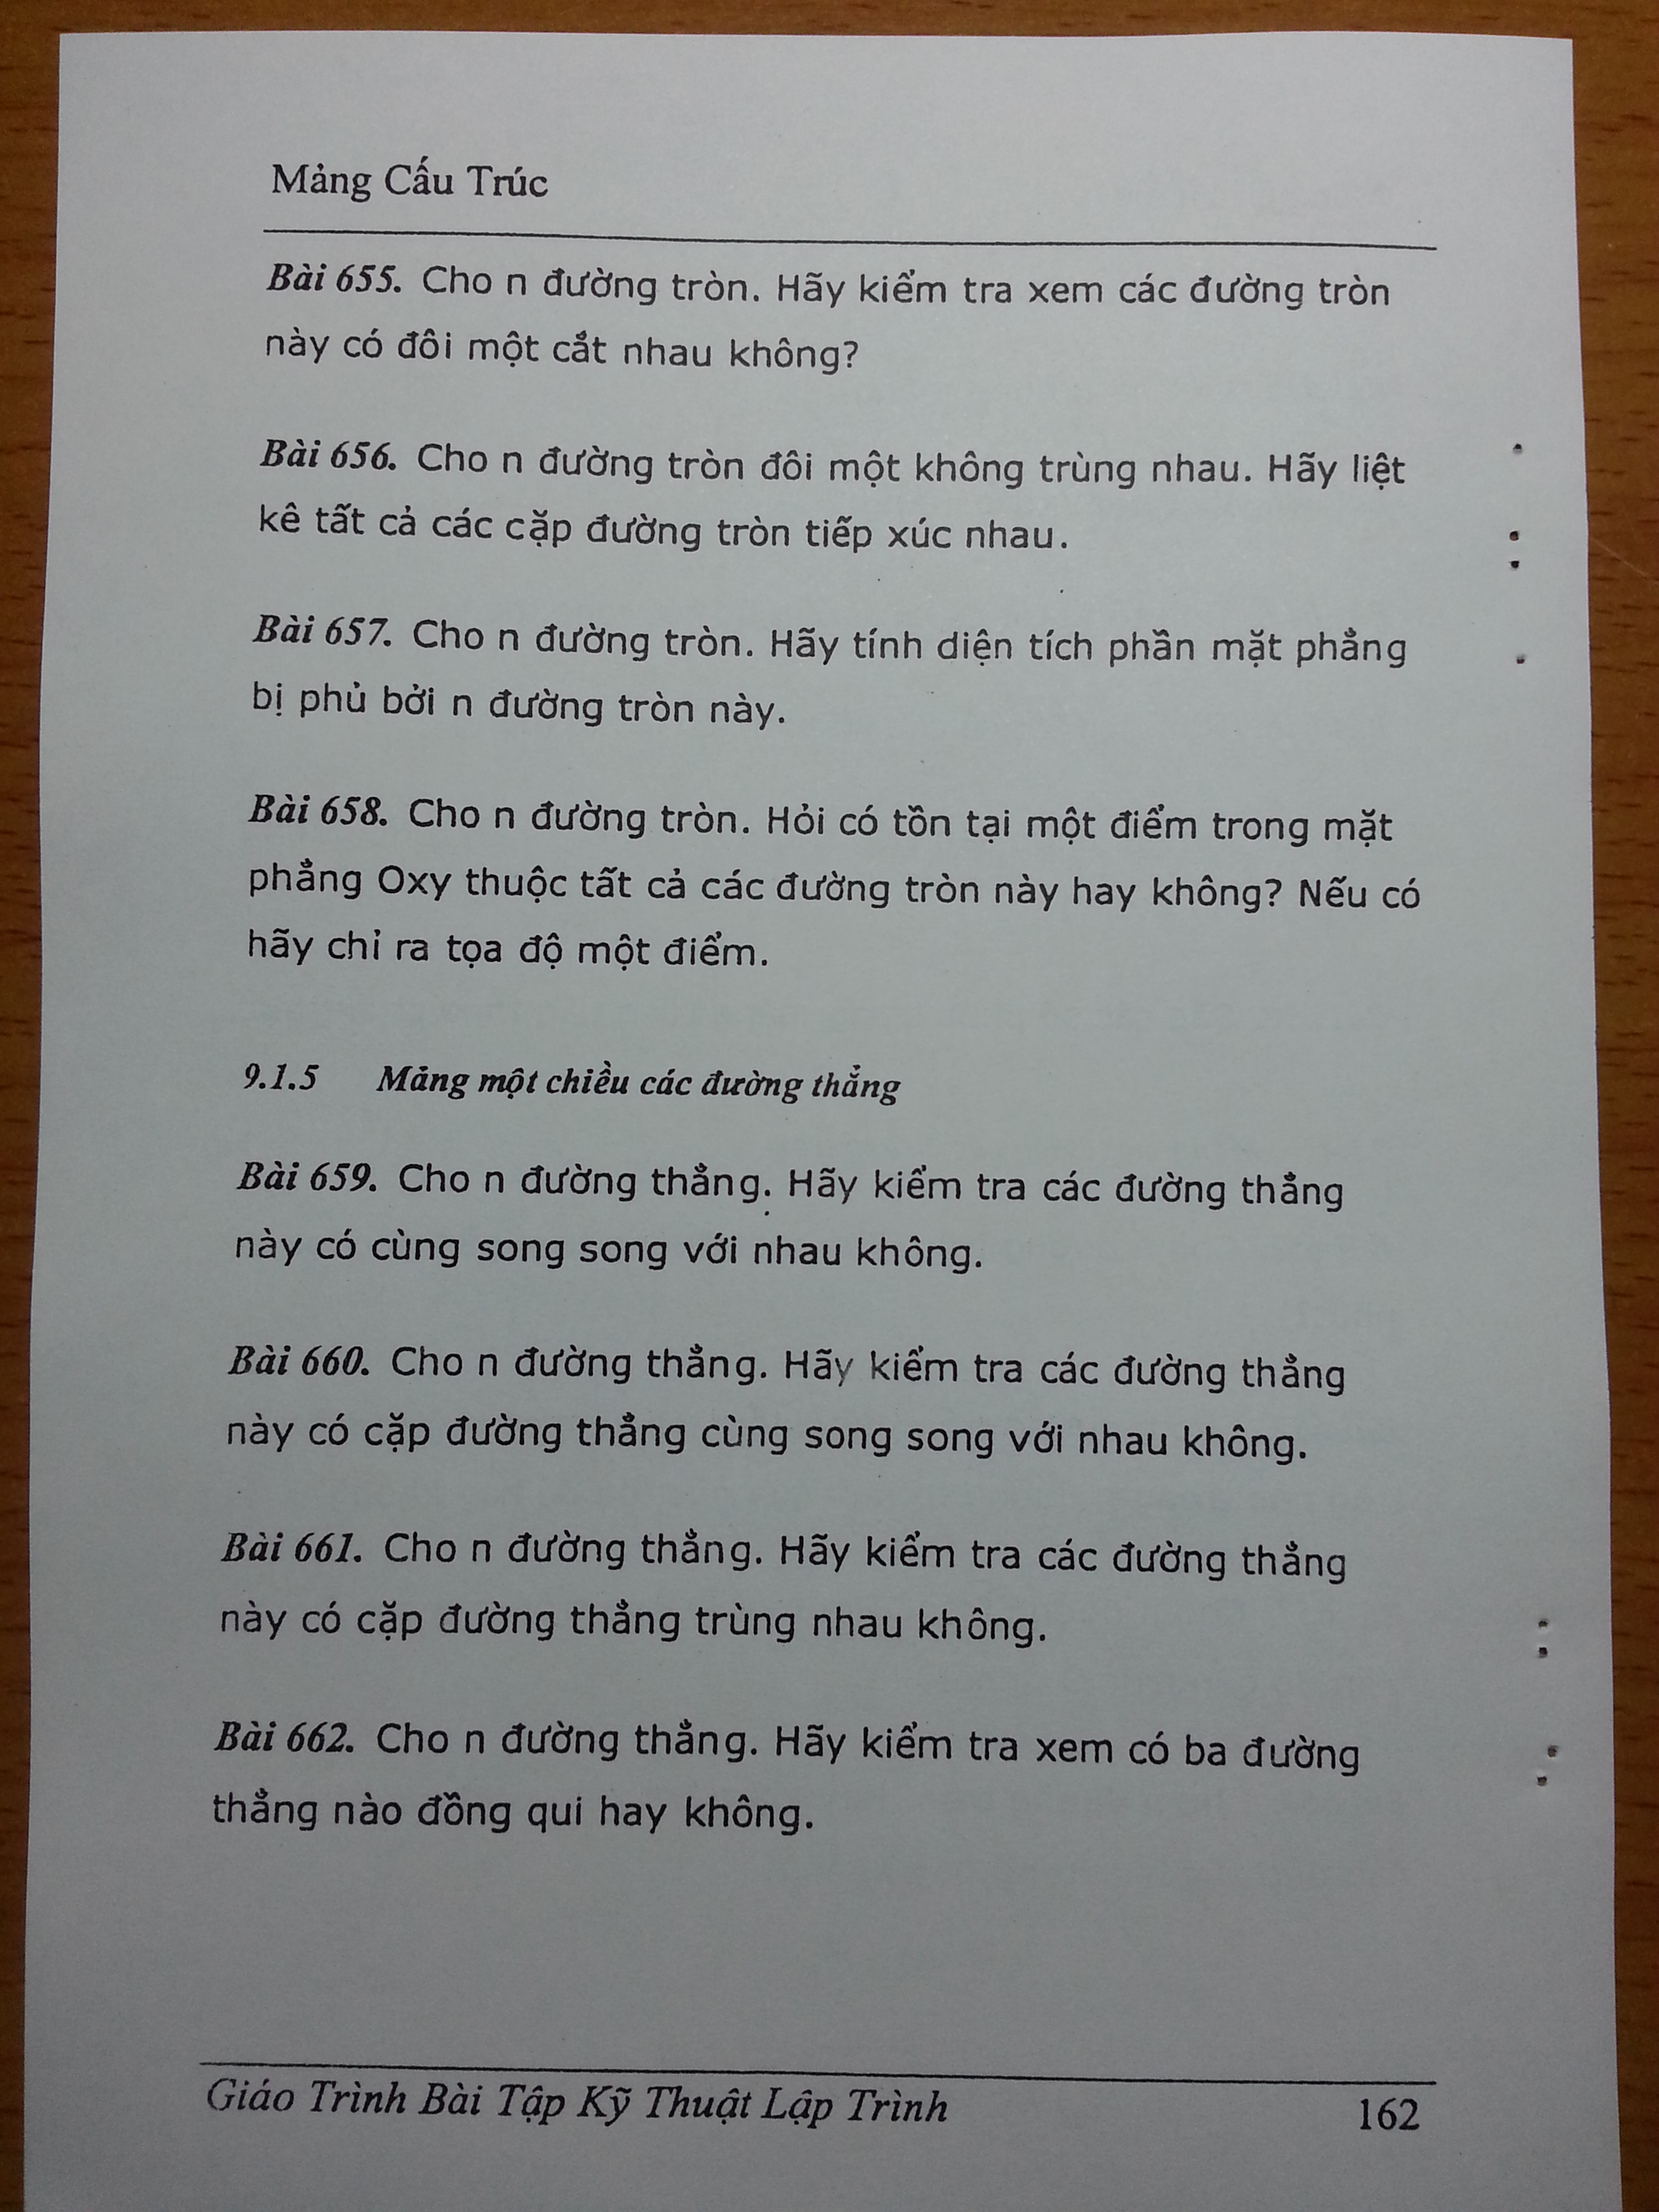 Mảng Cấu Trúc
Bài 655. Cho n đường tròn. Hãy kiểm tra xem các đường tròn
này có đôi một cắt nhau không?
Bài 656. Cho n đường tròn đôi một không trùng nhau. Hãy liệt
kê tất cả các cặp đường tròn tiếp xúc nhau.
Bài 657. Cho n đường tròn. Hãy tính diện tích phần mặt phẳng
bị phủ bởi n đường tròn này.
Bài 658. Cho n đường tròn. Hỏi có tồn tại một điểm trong mặt
phẳng Oxy thuộc tất cả các đường tròn này hay không? Nếu có
hãy chỉ ra tọa độ một điểm.
9.1.5 Mảng một chiều các đường thẳng
Bài 659. Cho n đường thẳng. Hãy kiểm tra các đường thẳng
này có cùng song song với nhau không.
Bài 660. Cho n đường thẳng. Hãy kiểm tra các đường thẳng
này có cặp đường thẳng cùng song song với nhau không.
Bài 661. Cho n đường thẳng. Hãy kiểm tra các đường thẳng
này có cặp đường thẳng trùng nhau không.
Bài 662. Cho n đường thẳng. Hãy kiểm tra xem có ba đường
thẳng nào đồng qui hay không.
Giáo Trình Bài Tập Kỹ Thuật Lập Trình 162